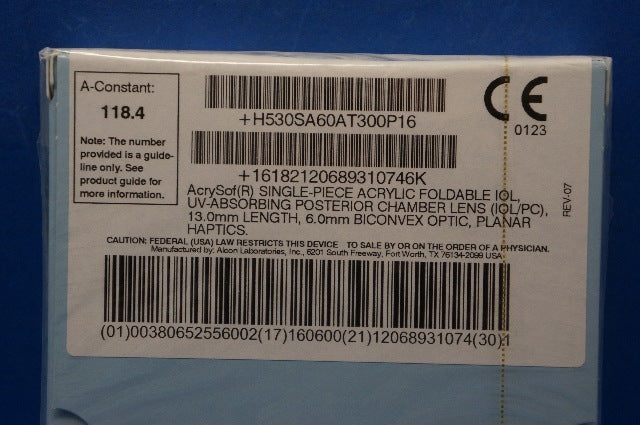 A-Constant:
118.4
Note: The number
provided is a guide-
line only. See
product guide for
more information.
+H530SA60AT300P16
+16182120689310746K
CE
0123
AcrySof(R) SINGLE-PIECE ACRYLIC FOLDABLE IOL,
UV-ABSORBING POSTERIOR CHAMBER LENS (IOL/PC),
13.0mm LENGTH, 6.0mm BICONVEX OPTIC, PLANAR
HAPTICS.
REV-07
CAUTION: FEDERAL (USA) LAW RESTRICTS THIS DEVICE TO SALE BY OR ON THE ORDER OF A PHYSICIAN.
Manufactured by: Alcon Laboratories, Inc., 6201 South Freeway, Fort Worth, TX 76134-2099 USA
(01)00380652556002(17)160600(21)12068931074(30)1